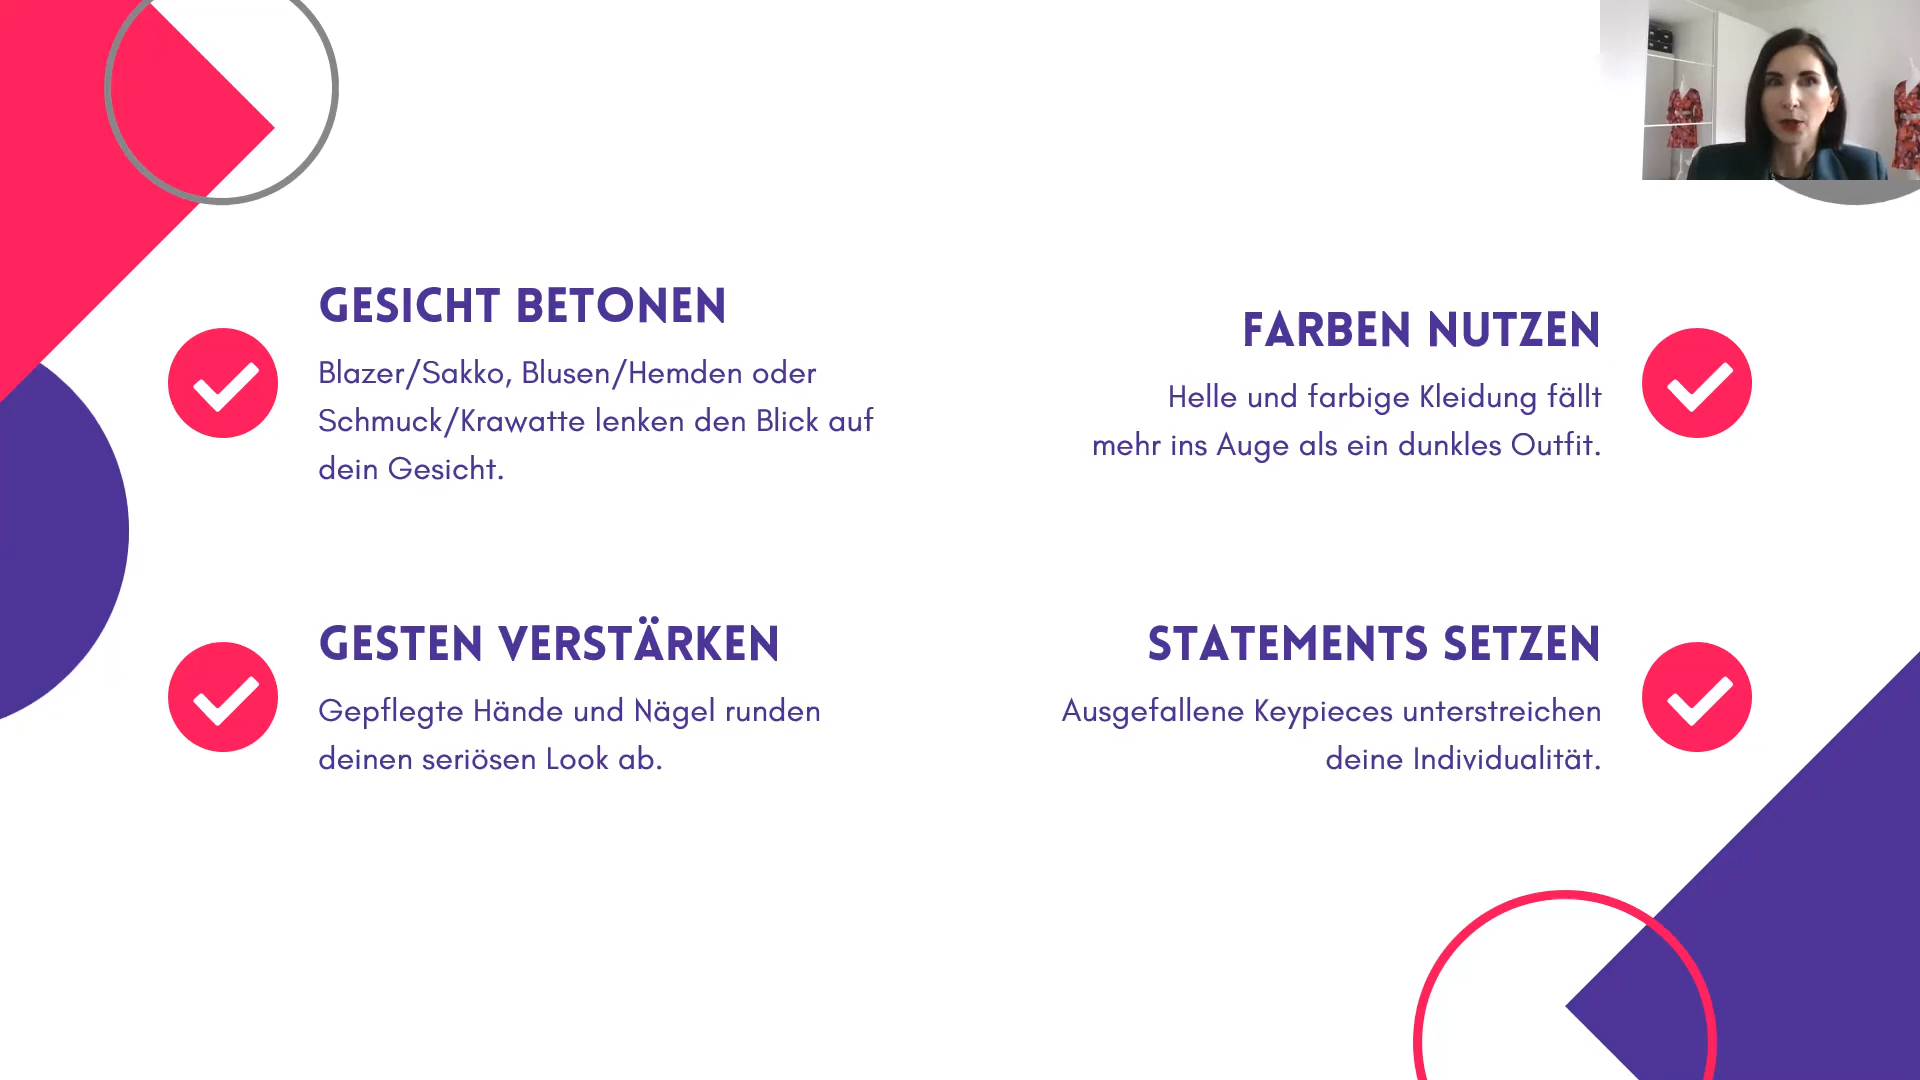 GESICHT BETONEN
Blazer/Sakko, Blusen/Hemden oder
Schmuck/Krawatte lenken den Blick auf
dein Gesicht.
FARBEN NUTZEN
Helle und farbige Kleidung fällt
mehr ins Auge als ein dunkles Outfit.
GESTEN VERSTÄRKEN
Gepflegte Hände und Nägel runden
deinen seriösen Look ab.
STATEMENTS SETZEN
Ausgefallene Keypieces unterstreichen
deine Individualität.